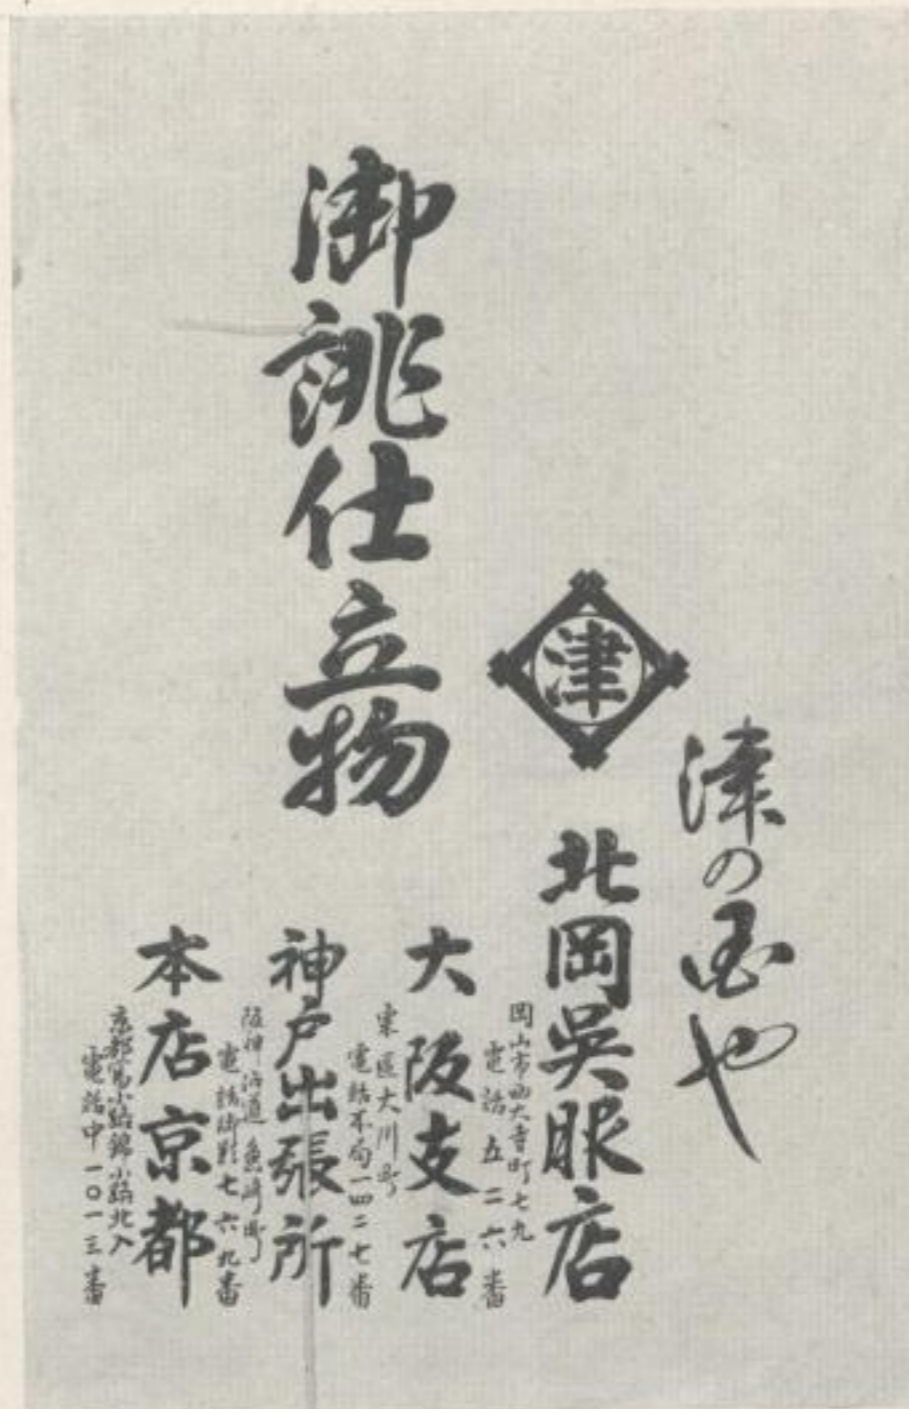 津の国や
津
北岡呉服店
岡山市西大寺町七九
電話五二六番
御誂仕立物
大阪支店
東区大川町
電話本局一四二七番
神戸出張所
阪神沿道魚崎町
電話御影七六九番
本店京都
京都富小路錦小路北入
電話中一〇一三番